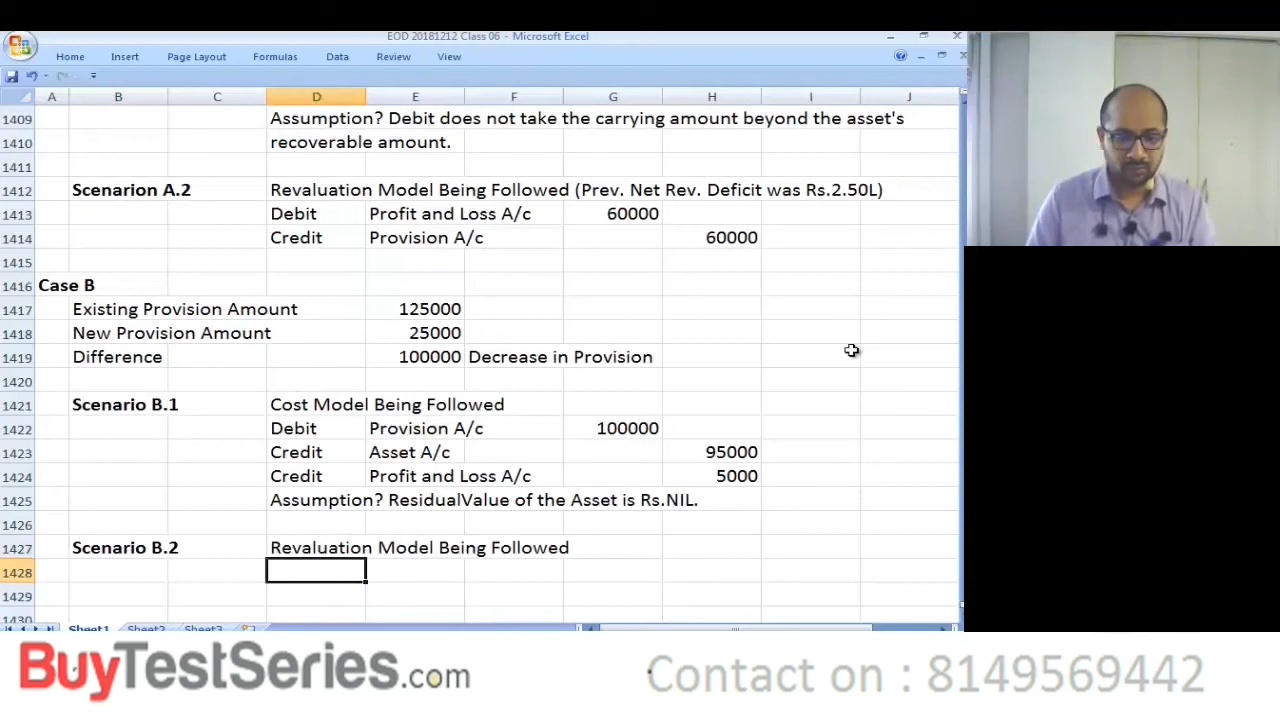 EOD 20181212 Class 06 - Microsoft Excel
Home Insert Page Layout Formulas Data Review View
A B C D E F G H I J
1409 Assumption? Debit does not take the carrying amount beyond the asset's
1410 recoverable amount.
1411
1412 Scenarion A.2 Revaluation Model Being Followed (Prev. Net Rev. Deficit was Rs.2.50L)
1413 Debit Profit and Loss A/c 60000
1414 Credit Provision A/c 60000
1415
1416 Case B
1417 Existing Provision Amount 125000
1418 New Provision Amount 25000
1419 Difference 100000 Decrease in Provision
1420
1421 Scenario B.1 Cost Model Being Followed
1422 Debit Provision A/c 100000
1423 Credit Asset A/c 95000
1424 Credit Profit and Loss A/c 5000
1425 Assumption? ResidualValue of the Asset is Rs.NIL.
1426
1427 Scenario B.2 Revaluation Model Being Followed
1428
1429
1430
Sheet1 Sheet2 Sheet3
BuyTestSeries.com Contact on : 8149569442